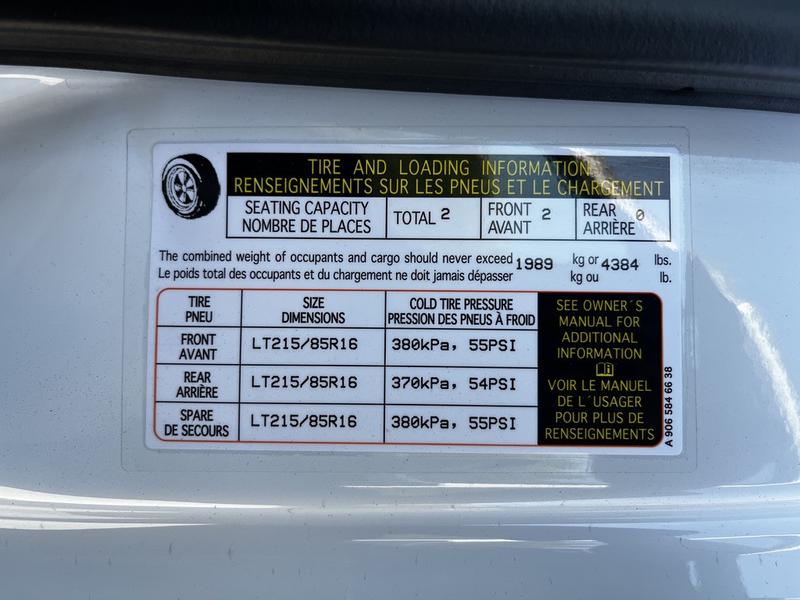 TIRE AND LOADING INFORMATION
RENSEIGNEMENTS SUR LES PNEUS ET LE CHARGEMENT
SEATING CAPACITY
NOMBRE DE PLACES
TOTAL 2
FRONT
AVANT 2
REAR
ARRIÈRE 0
The combined weight of occupants and cargo should never exceed 1989 kg or 4384 lbs.
Le poids total des occupants et du chargement ne doit jamais dépasser kg ou lb.
TIRE
PNEU
SIZE
DIMENSIONS
COLD TIRE PRESSURE
PRESSION DES PNEUS À FROID
FRONT
AVANT
LT215/85R16
380kPa, 55PSI
REAR
ARRIÈRE
LT215/85R16
370kPa, 54PSI
SPARE
DE SECOURS
LT215/85R16
380kPa, 55PSI
SEE OWNER´S
MANUAL FOR
ADDITIONAL
INFORMATION
VOIR LE MANUEL
DE L´USAGER
POUR PLUS DE
RENSEIGNEMENTS
A 906 584 66 38